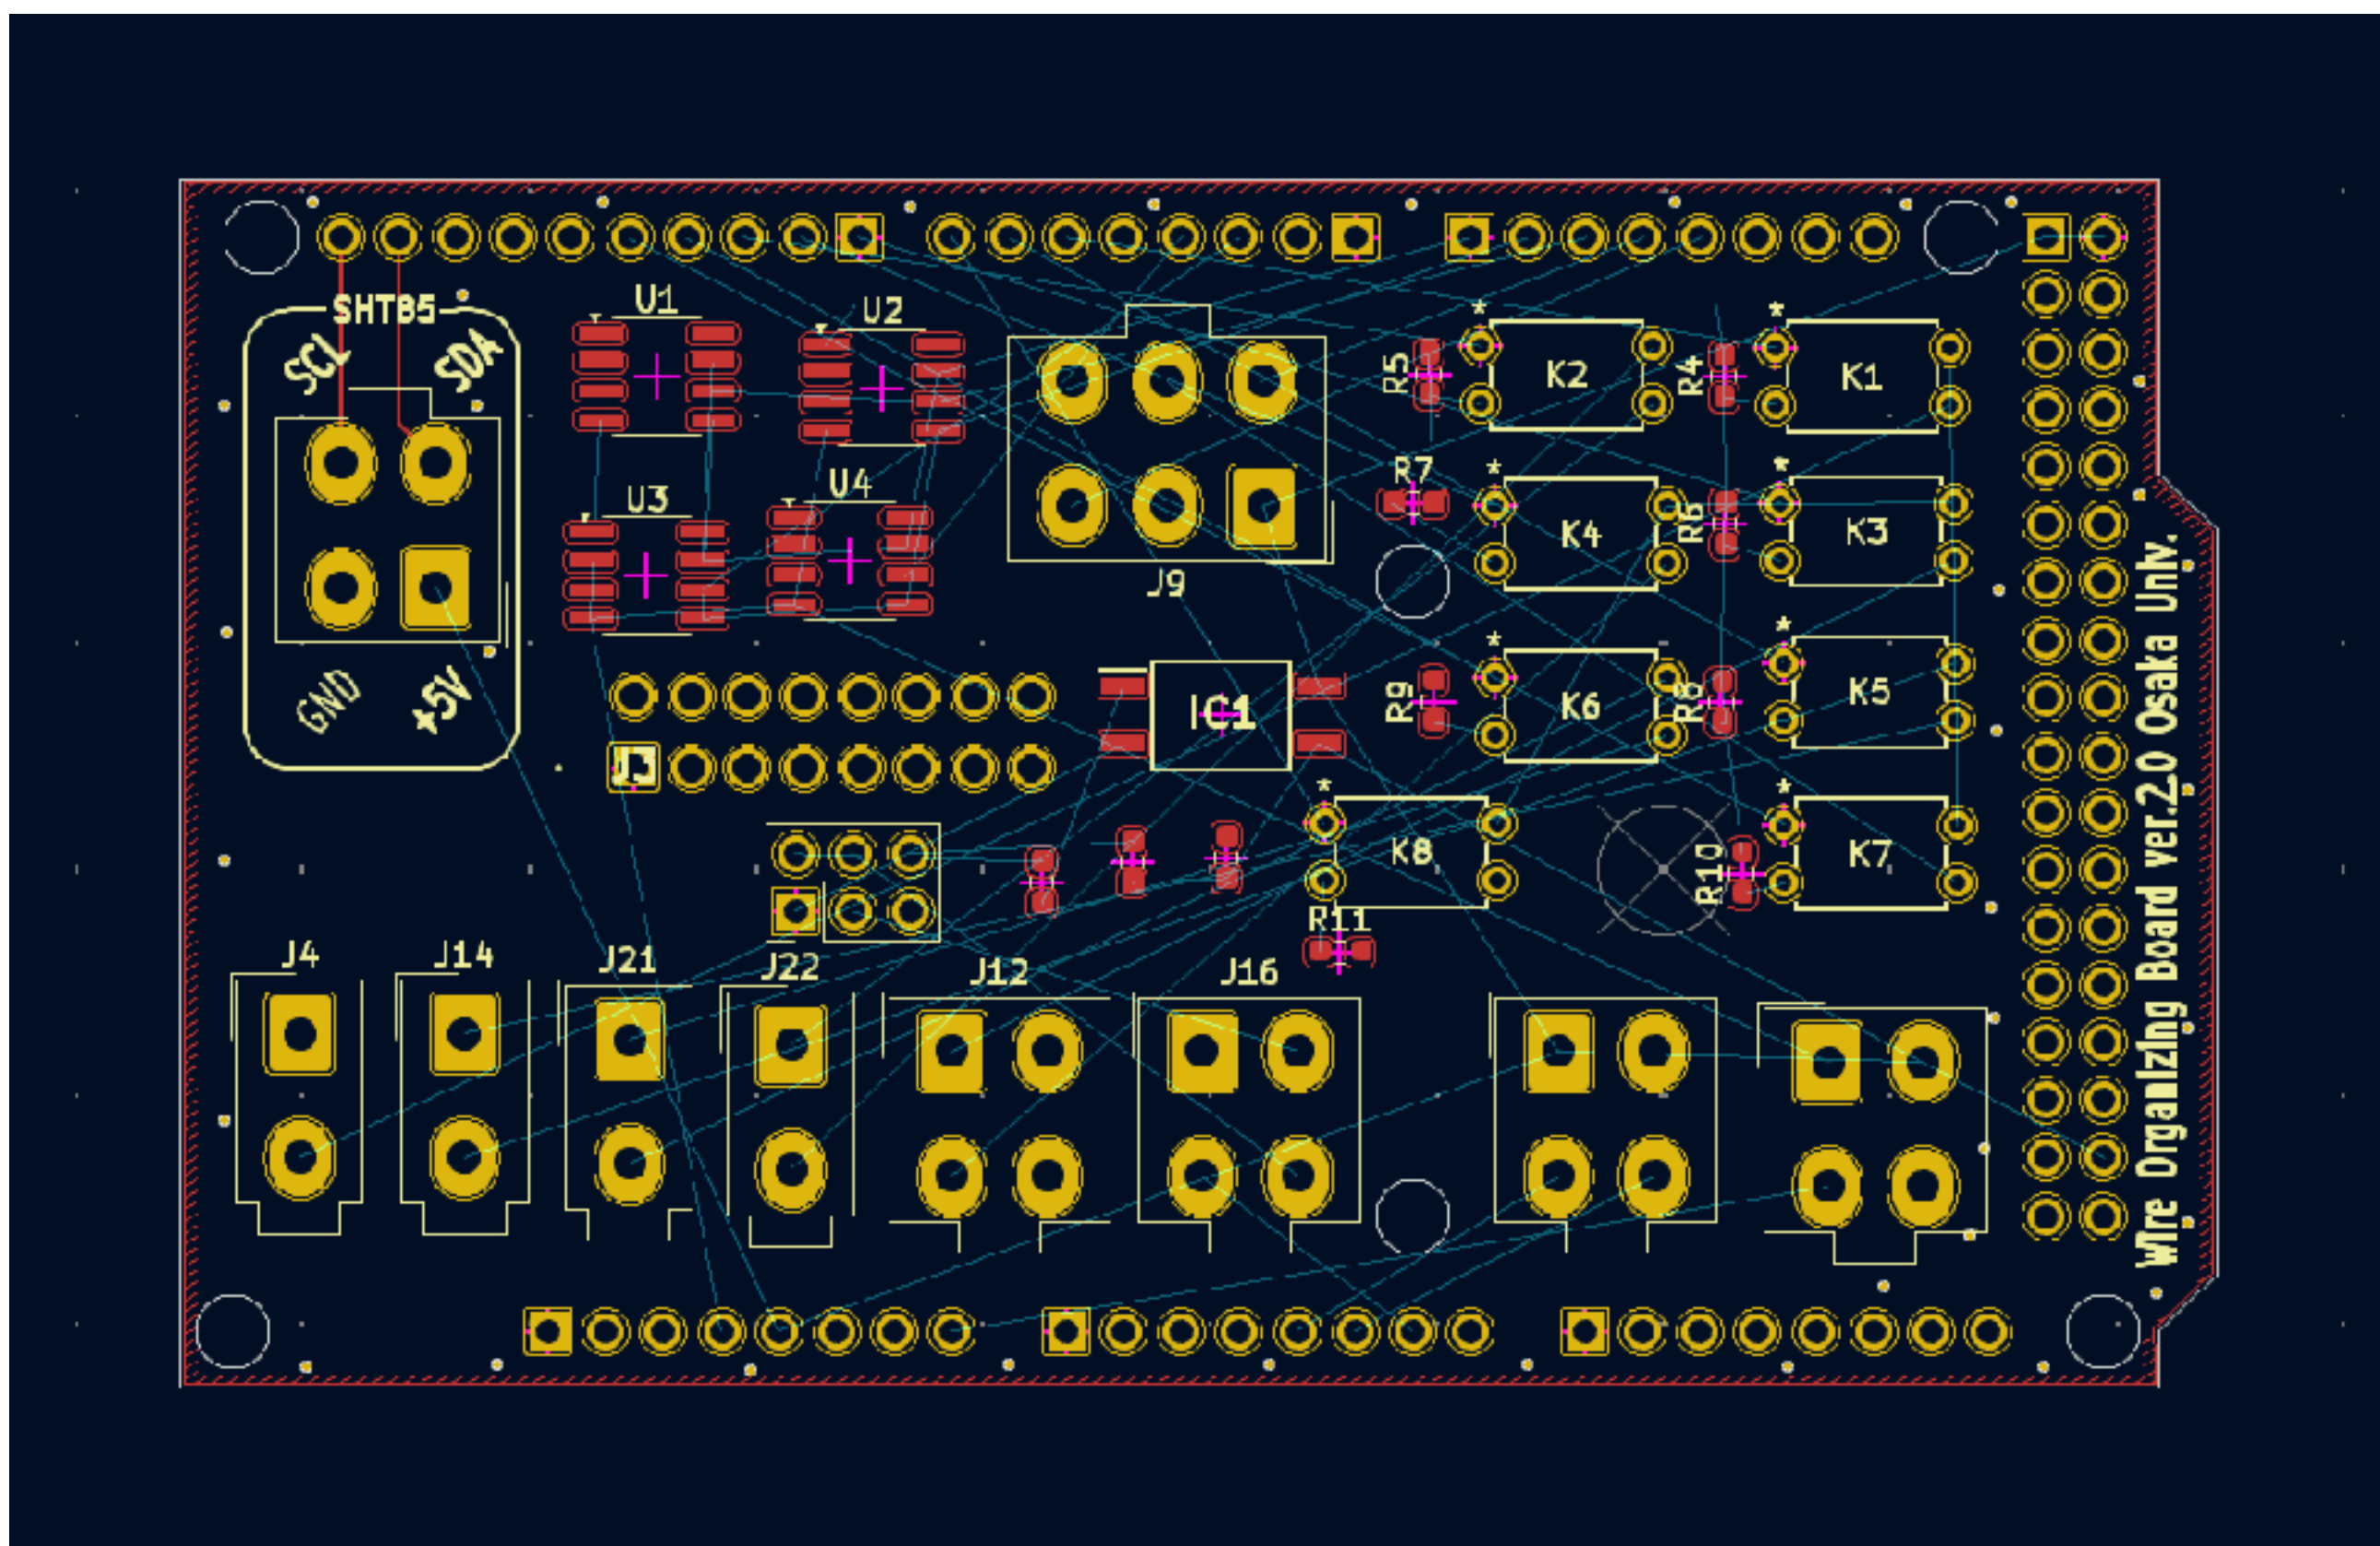 SHTB5
SCL
SDA
GND
+5V
U1
U2
U3
U4
J9
R5
K2
R4
K1
R7
K4
R6
K3
R9
K6
R8
K5
J3
IC1
K8
R10
K7
R11
J4
J14
J21
J22
J12
J16
Wire Organizing Board ver.2.0 Osaka Univ.